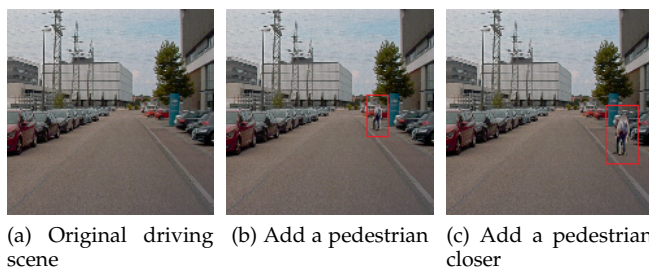 (a) Original driving
scene
(b) Add a pedestrian
(c) Add a pedestrian
closer